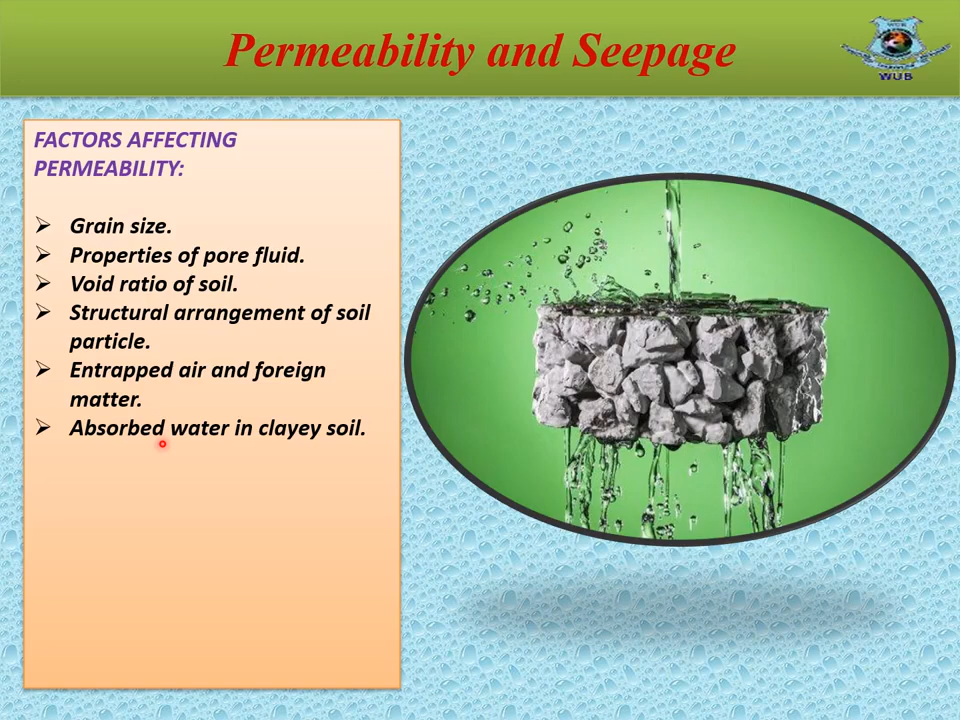 Permeability and Seepage
WUB
FACTORS AFFECTING
PERMEABILITY:
Grain size.
Properties of pore fluid.
Void ratio of soil.
Structural arrangement of soil
particle.
Entrapped air and foreign
matter.
Absorbed water in clayey soil.